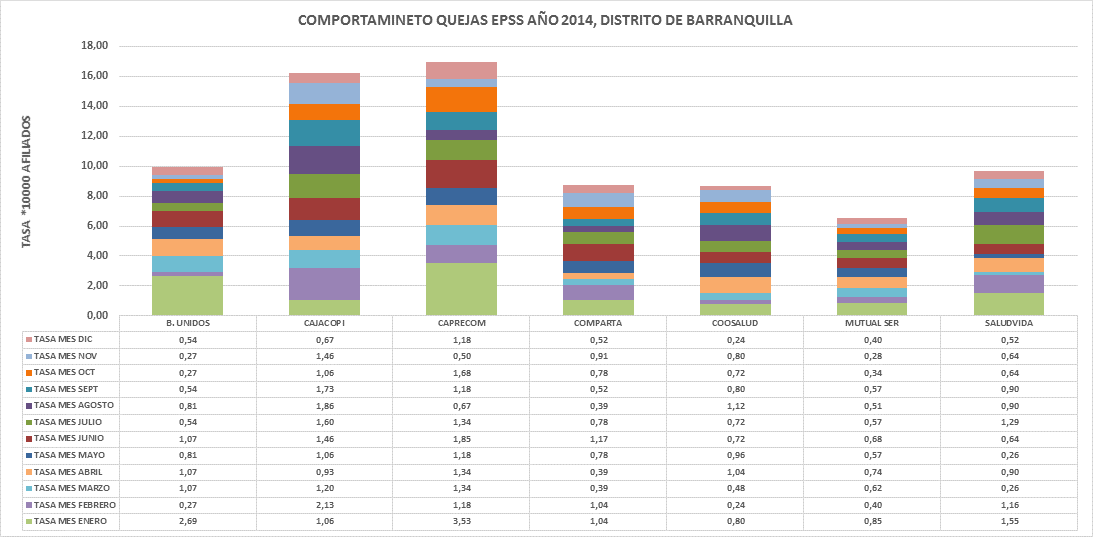 COMPORTAMINETO QUEJAS EPSS AÑO 2014, DISTRITO DE BARRANQUILLA
TASA *10000 AFILIADOS
18,00
16,00
14,00
12,00
10,00
8,00
6,00
4,00
2,00
0,00
B. UNIDOS CAJACOPI CAPRECOM COMPARTA COOSALUD MUTUAL SER SALUDVIDA
TASA MES DIC 0,54 0,67 1,18 0,52 0,24 0,40 0,52
TASA MES NOV 0,27 1,46 0,50 0,91 0,80 0,28 0,64
TASA MES OCT 0,27 1,06 1,68 0,78 0,72 0,34 0,64
TASA MES SEPT 0,54 1,73 1,18 0,52 0,80 0,57 0,90
TASA MES AGOSTO 0,81 1,86 0,67 0,39 1,12 0,51 0,90
TASA MES JULIO 0,54 1,60 1,34 0,78 0,72 0,57 1,29
TASA MES JUNIO 1,07 1,46 1,85 1,17 0,72 0,68 0,64
TASA MES MAYO 0,81 1,06 1,18 0,78 0,96 0,57 0,26
TASA MES ABRIL 1,07 0,93 1,34 0,39 1,04 0,74 0,90
TASA MES MARZO 1,07 1,20 1,34 0,39 0,48 0,62 0,26
TASA MES FEBRERO 0,27 2,13 1,18 1,04 0,24 0,40 1,16
TASA MES ENERO 2,69 1,06 3,53 1,04 0,80 0,85 1,55